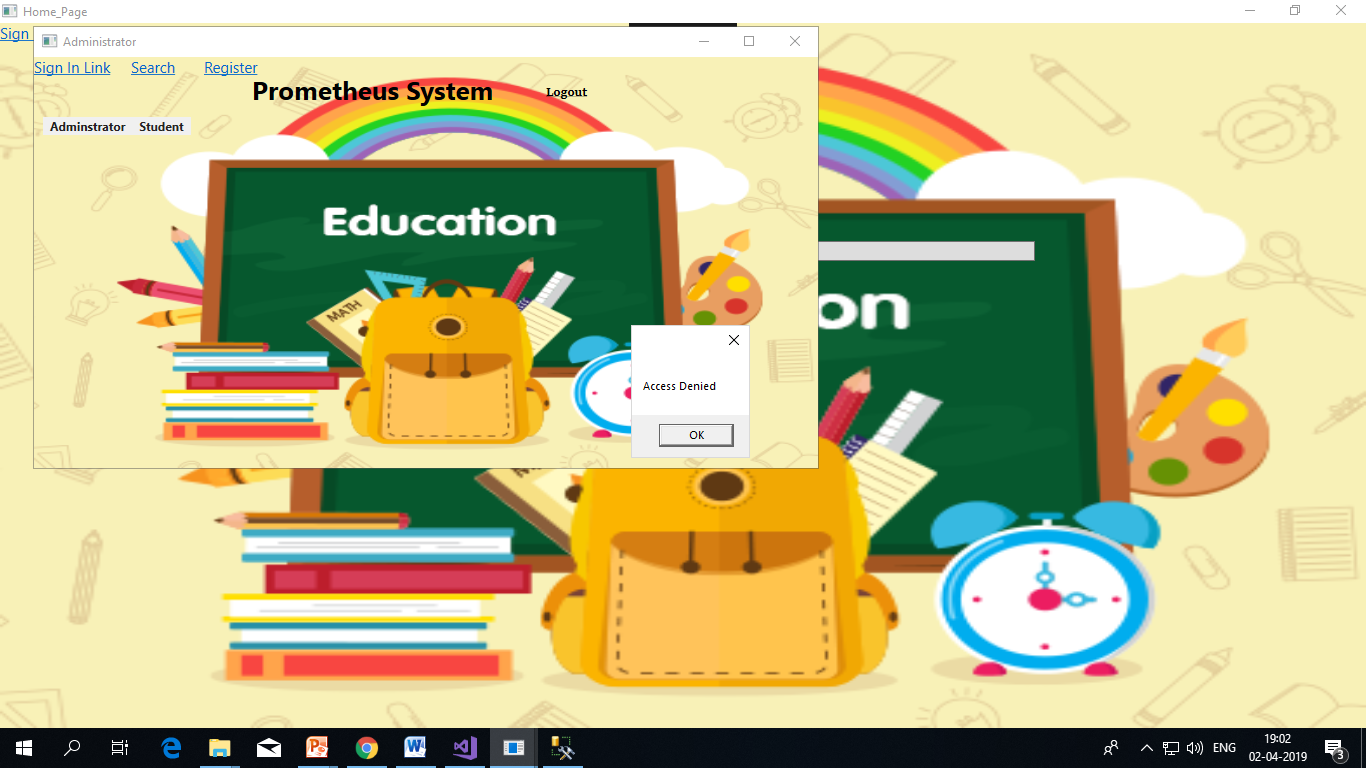 Home_Page
Sign
Administrator
Sign In Link Search Register
Prometheus System
Logout
Adminstrator Student
Education
MATH
on
Access Denied
OK
ENG
19:02
02-04-2019
3